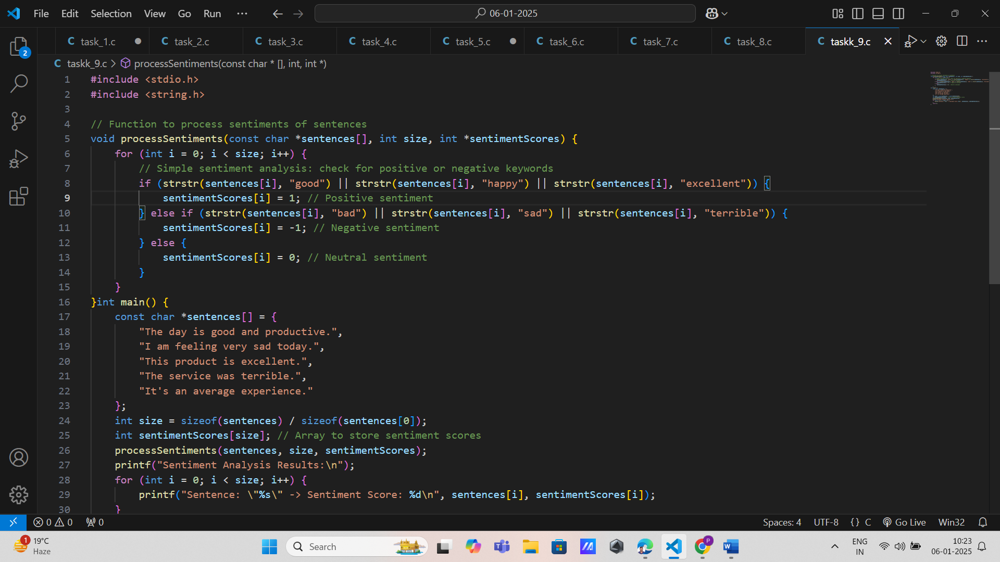 File Edit Selection View Go Run ··· 06-01-2025
C task_1.c C task_2.c C task_3.c C task_4.c C task_5.c C task_6.c C task_7.c C task_8.c C taskk_9.c
2
C taskk_9.c > processSentiments(const char * [], int, int *)
1 #include <stdio.h>
2 #include <string.h>
3
4 // Function to process sentiments of sentences
5 void processSentiments(const char *sentences[], int size, int *sentimentScores) {
6 for (int i = 0; i < size; i++) {
7 // Simple sentiment analysis: check for positive or negative keywords
8 if (strstr(sentences[i], "good") || strstr(sentences[i], "happy") || strstr(sentences[i], "excellent")) {
9 sentimentScores[i] = 1; // Positive sentiment
10 } else if (strstr(sentences[i], "bad") || strstr(sentences[i], "sad") || strstr(sentences[i], "terrible")) {
11 sentimentScores[i] = -1; // Negative sentiment
12 } else {
13 sentimentScores[i] = 0; // Neutral sentiment
14 }
15 }
16 }int main() {
17 const char *sentences[] = {
18 "The day is good and productive.",
19 "I am feeling very sad today.",
20 "This product is excellent.",
21 "The service was terrible.",
22 "It's an average experience."
23 };
24 int size = sizeof(sentences) / sizeof(sentences[0]);
25 int sentimentScores[size]; // Array to store sentiment scores
26 processSentiments(sentences, size, sentimentScores);
27 printf("Sentiment Analysis Results:\n");
28 for (int i = 0; i < size; i++) {
29 printf("Sentence: \"%s\" -> Sentiment Score: %d\n", sentences[i], sentimentScores[i]);
30 }
0 0 0 Spaces: 4 UTF-8 {} C Go Live Win32
1 19°C
Haze
Search
P
ENG
IN
10:23
06-01-2025